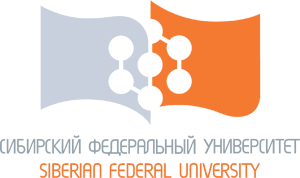 СИБИРСКИЙ ФЕДЕРАЛЬНЫЙ УНИВЕРСИТЕТ
SIBERIAN FEDERAL UNIVERSITY